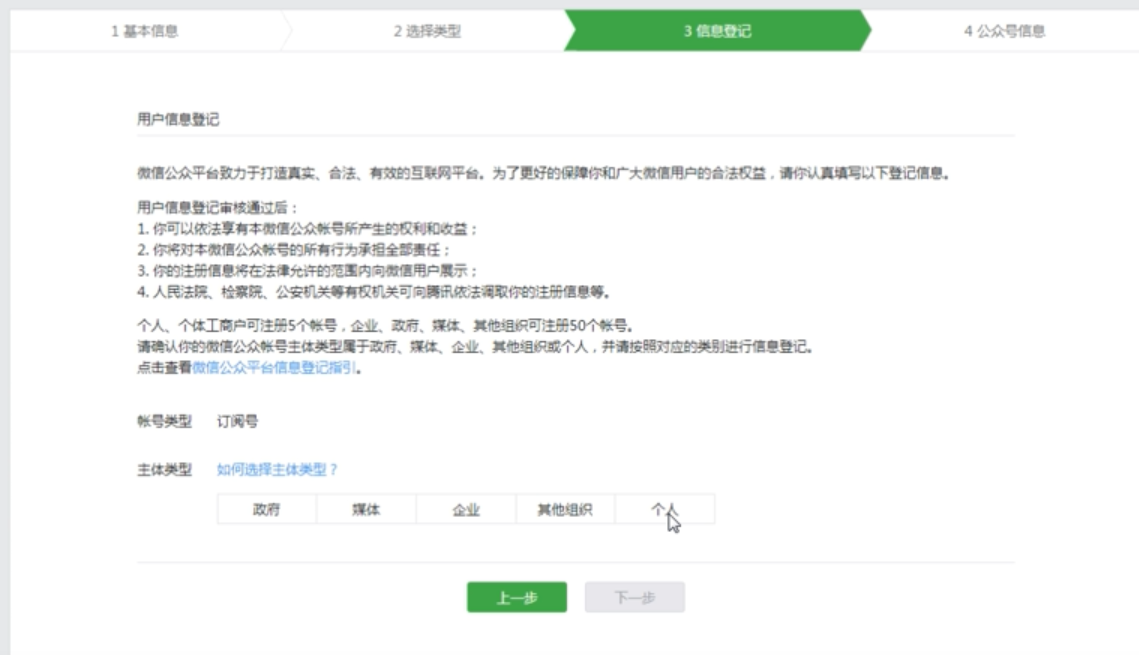 1 基本信息
2 选择类型
3 信息登记
4 公众号信息
用户信息登记
微信公众平台致力于打造真实、合法、有效的互联网平台。为了更好的保障你和广大微信用户的合法权益，请你认真填写以下登记信息。
用户信息登记审核通过后：
1. 你可以依法享有本微信公众帐号所产生的权利和收益；
2. 你将对本微信公众帐号的所有行为承担全部责任；
3. 你的注册信息将在法律允许的范围内向微信用户展示；
4. 人民法院、检察院、公安机关等有权机关可向腾讯依法调取你的注册信息等。
个人、个体工商户可注册5个帐号，企业、政府、媒体、其他组织可注册50个帐号。
请确认你的微信公众帐号主体类型属于政府、媒体、企业、其他组织或个人，并请按照对应的类别进行信息登记。
点击查看微信公众平台信息登记指引。
帐号类型 订阅号
主体类型 如何选择主体类型？
政府 媒体 企业 其他组织 个人
上一步 下一步